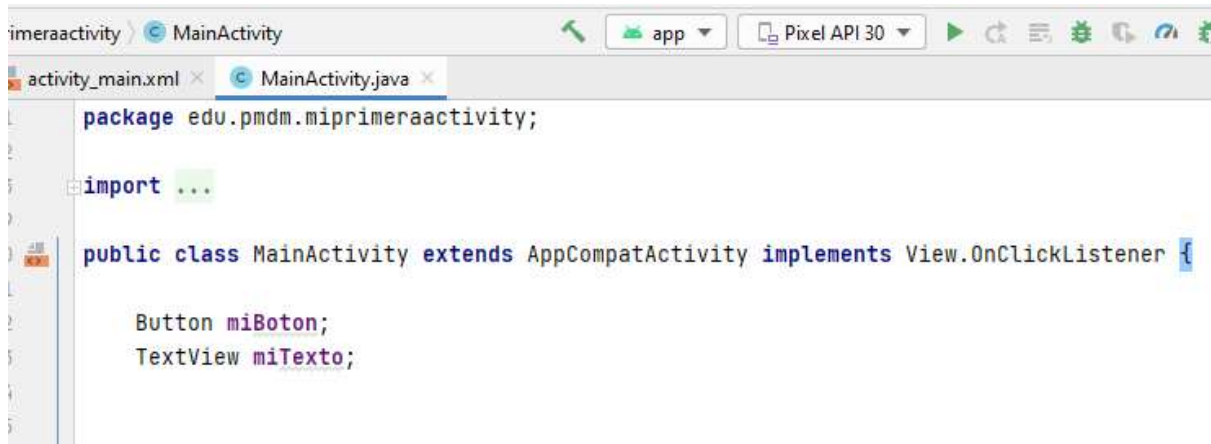 imeraactivity MainActivity app Pixel API 30
activity_main.xml MainActivity.java
package edu.pmdm.miprimeraactivity;
import ...
public class MainActivity extends AppCompatActivity implements View.OnClickListener {
Button miBoton;
TextView miTexto;